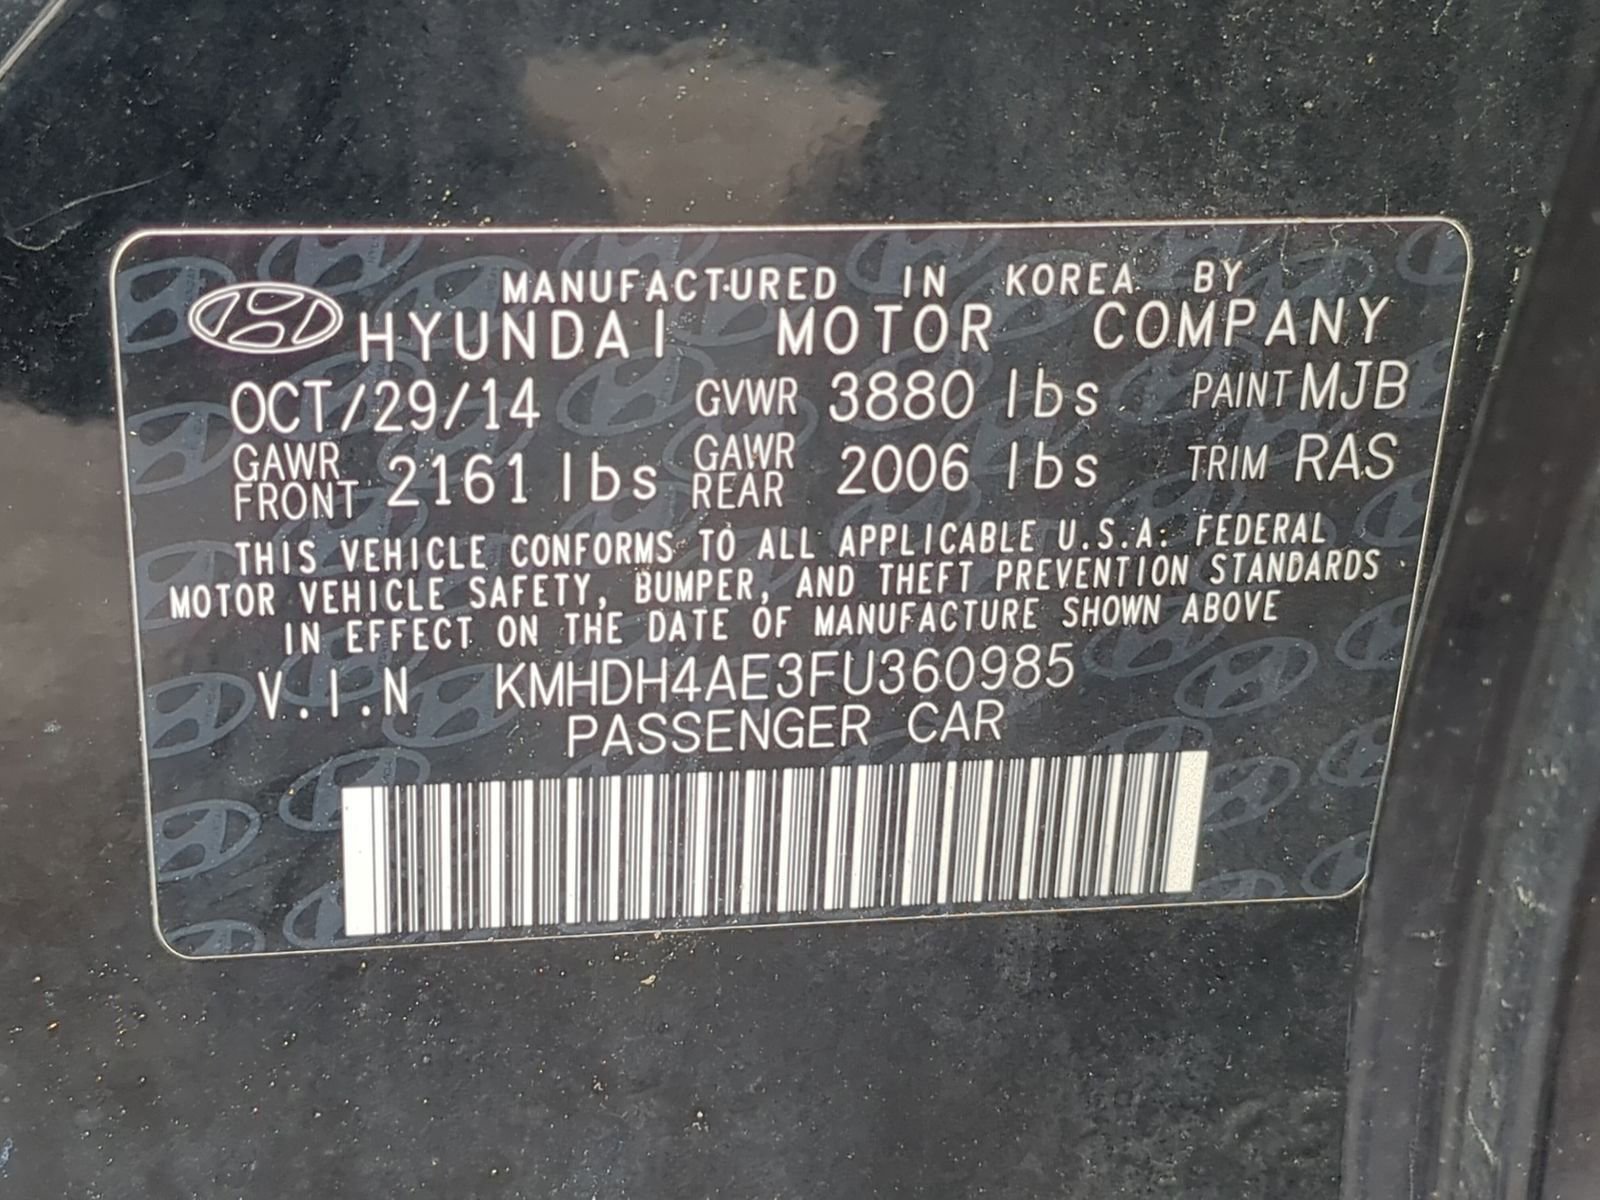 MANUFACTURED IN KOREA BY
HYUNDAI MOTOR COMPANY
OCT/29/14 GVWR 3880 lbs PAINT MJB
GAWR FRONT 2161 lbs GAWR REAR 2006 lbs TRIM RAS
THIS VEHICLE CONFORMS TO ALL APPLICABLE U.S.A. FEDERAL
MOTOR VEHICLE SAFETY, BUMPER, AND THEFT PREVENTION STANDARDS
IN EFFECT ON THE DATE OF MANUFACTURE SHOWN ABOVE
V.I.N KMHDH4AE3FU360985
PASSENGER CAR